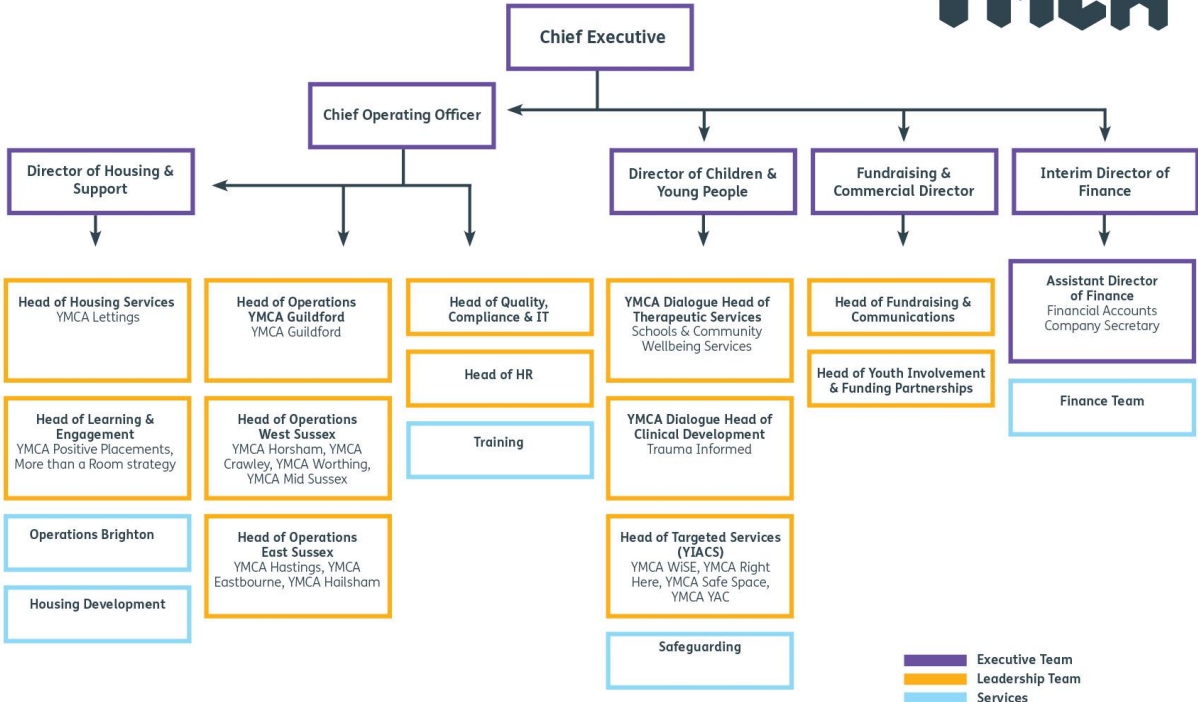 YMCA
Chief Executive
Chief Operating Officer
Director of Housing &
Support
Director of Children &
Young People
Fundraising &
Commercial Director
Interim Director of
Finance
Head of Housing Services
YMCA Lettings
Head of Learning &
Engagement
YMCA Positive Placements,
More than a Room strategy
Operations Brighton
Housing Development
Head of Operations
YMCA Guildford
YMCA Guildford
Head of Operations
West Sussex
YMCA Horsham, YMCA
Crawley, YMCA Worthing,
YMCA Mid Sussex
Head of Operations
East Sussex
YMCA Hastings, YMCA
Eastbourne, YMCA Hailsham
Head of Quality,
Compliance & IT
Head of HR
Training
YMCA Dialogue Head of
Therapeutic Services
Schools & Community
Wellbeing Services
YMCA Dialogue Head of
Clinical Development
Trauma Informed
Head of Targeted Services
(YIACS)
YMCA WiSE, YMCA Right
Here, YMCA Safe Space,
YMCA YAC
Safeguarding
Head of Fundraising &
Communications
Head of Youth Involvement
& Funding Partnerships
Assistant Director
of Finance
Financial Accounts
Company Secretary
Finance Team
Executive Team
Leadership Team
Services